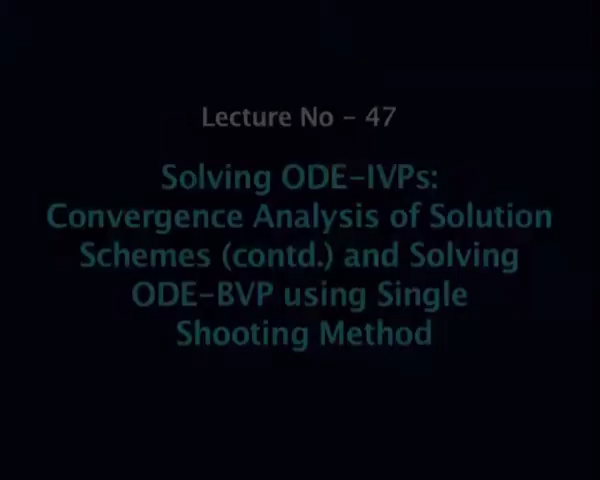 Lecture No - 47
Solving ODE-IVPs:
Convergence Analysis of Solution
Schemes (contd.) and Solving
ODE-BVP using Single
Shooting Method